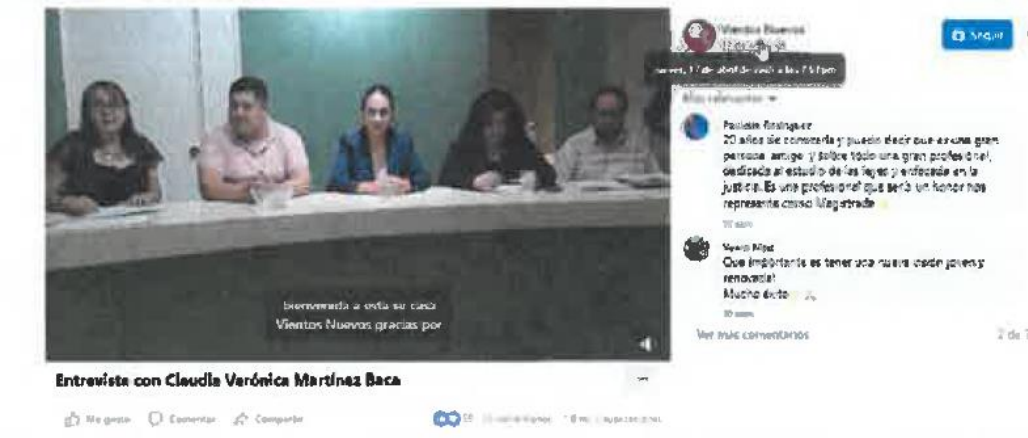 bienvenida a esta su casa
Vientos Nuevos gracias por
Entrevista con Claudia Verónica Martínez Baca
Me gusta
Comentar
Compartir
Vientos Nuevos
Seguir
Más relevantes
20 años de conocerla y puedo decir que es una gran
persona, amiga y sobre todo una gran profesional,
dedicada al estudio de las leyes y enfocada en la
justicia. Es una profesional que será un honor nos
represente como Magistrada
Que importante es tener una nueva visión joven y
renovada!
Mucho éxito
Ver más comentarios
2 de